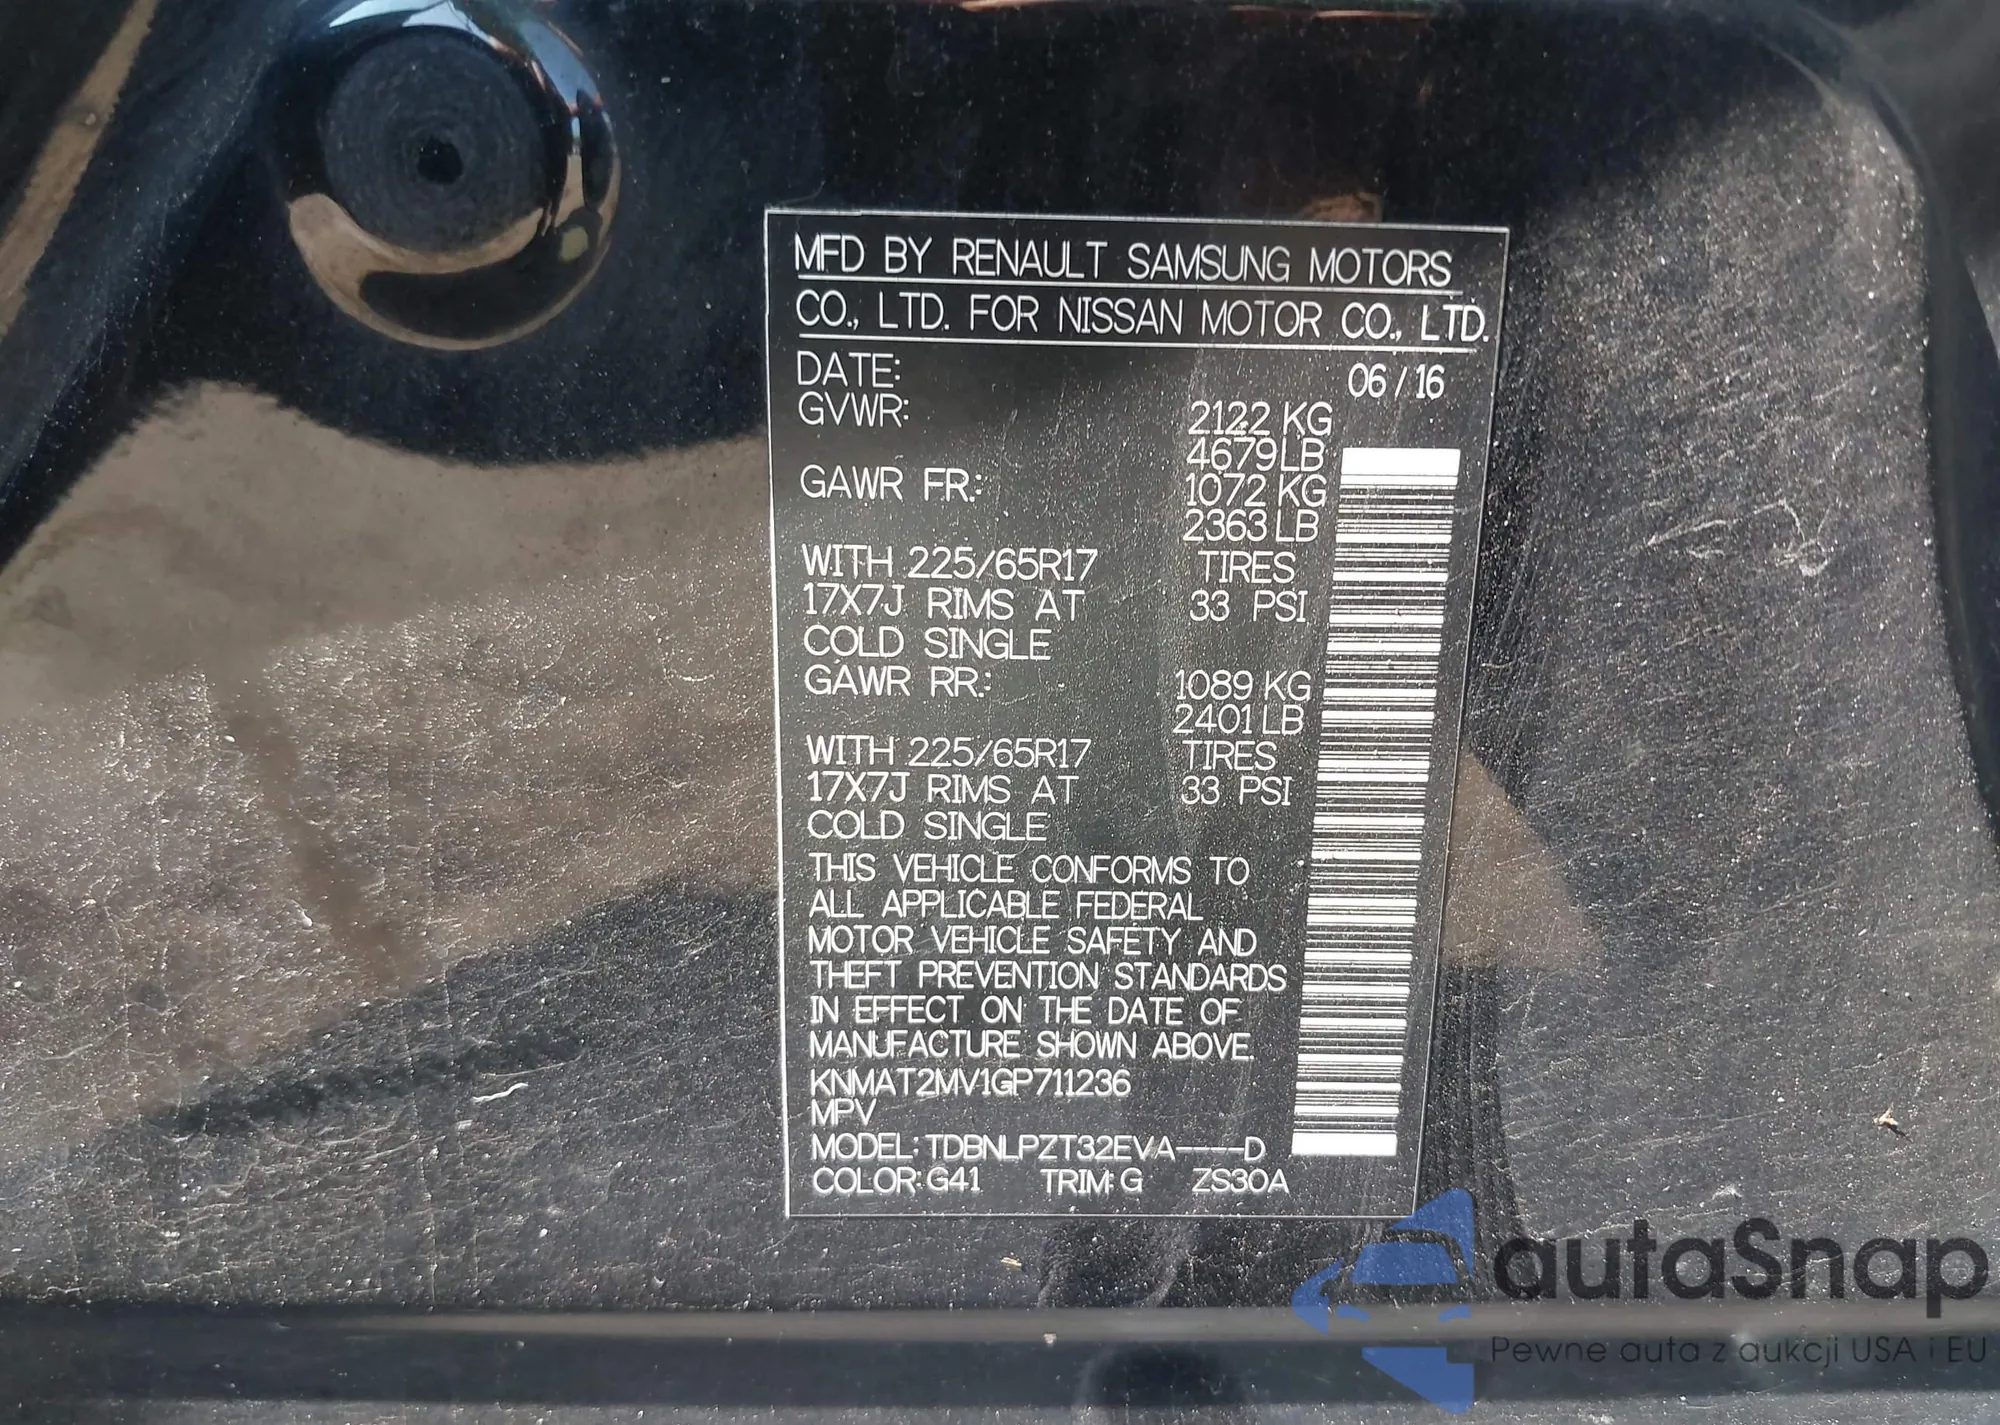 MFD BY RENAULT SAMSUNG MOTORS
CO., LTD. FOR NISSAN MOTOR CO., LTD.
DATE: 06 / 16
GVWR: 2122 KG
4679 LB
GAWR FR.: 1072 KG
2363 LB
WITH 225/65R17 TIRES
17X7J RIMS AT 33 PSI
COLD SINGLE
GAWR RR.: 1089 KG
2401 LB
WITH 225/65R17 TIRES
17X7J RIMS AT 33 PSI
COLD SINGLE
THIS VEHICLE CONFORMS TO
ALL APPLICABLE FEDERAL
MOTOR VEHICLE SAFETY AND
THEFT PREVENTION STANDARDS
IN EFFECT ON THE DATE OF
MANUFACTURE SHOWN ABOVE.
KNMAT2MV1GP711236
MPV
MODEL: TDBNLPZT32EVA----D
COLOR: G41 TRIM: G ZS30A
autaSnap
Pewne auta z aukcji USA i EU